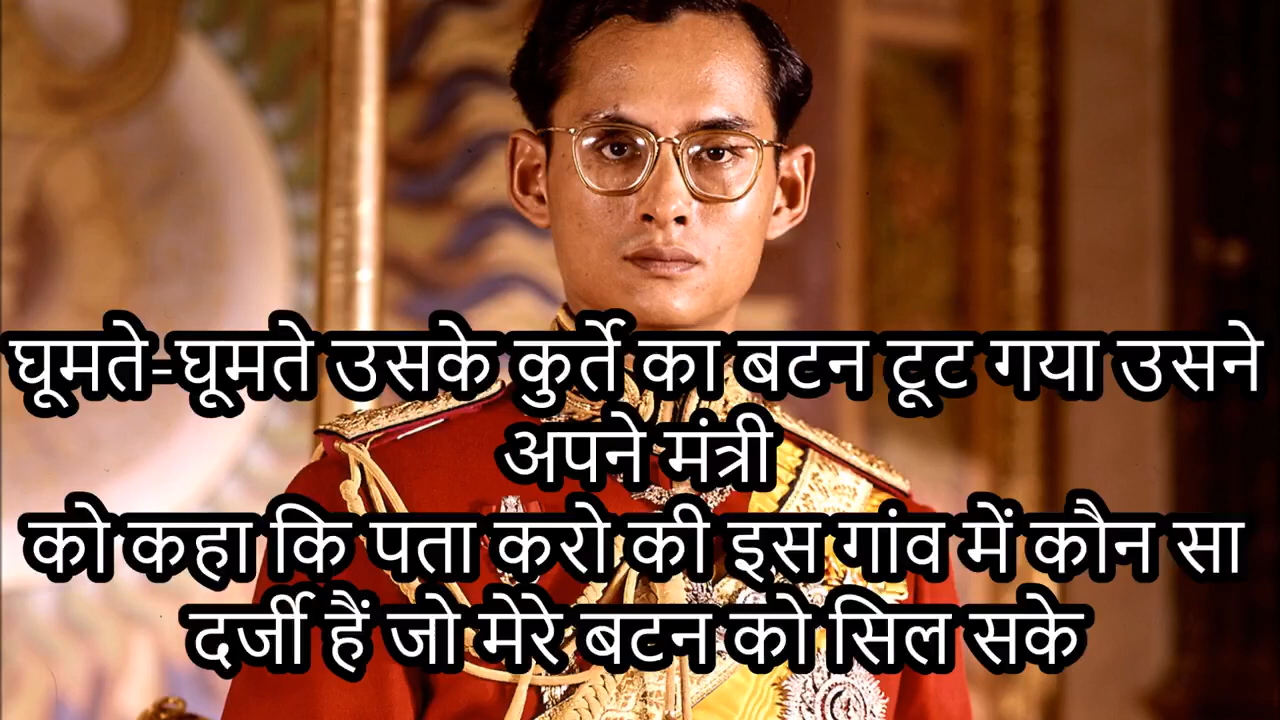 घूमते-घूमते उसके कुर्ते का बटन टूट गया उसने
अपने मंत्री
को कहा कि पता करो की इस गांव में कौन सा
दर्जी हैं जो मेरे बटन को सिल सके